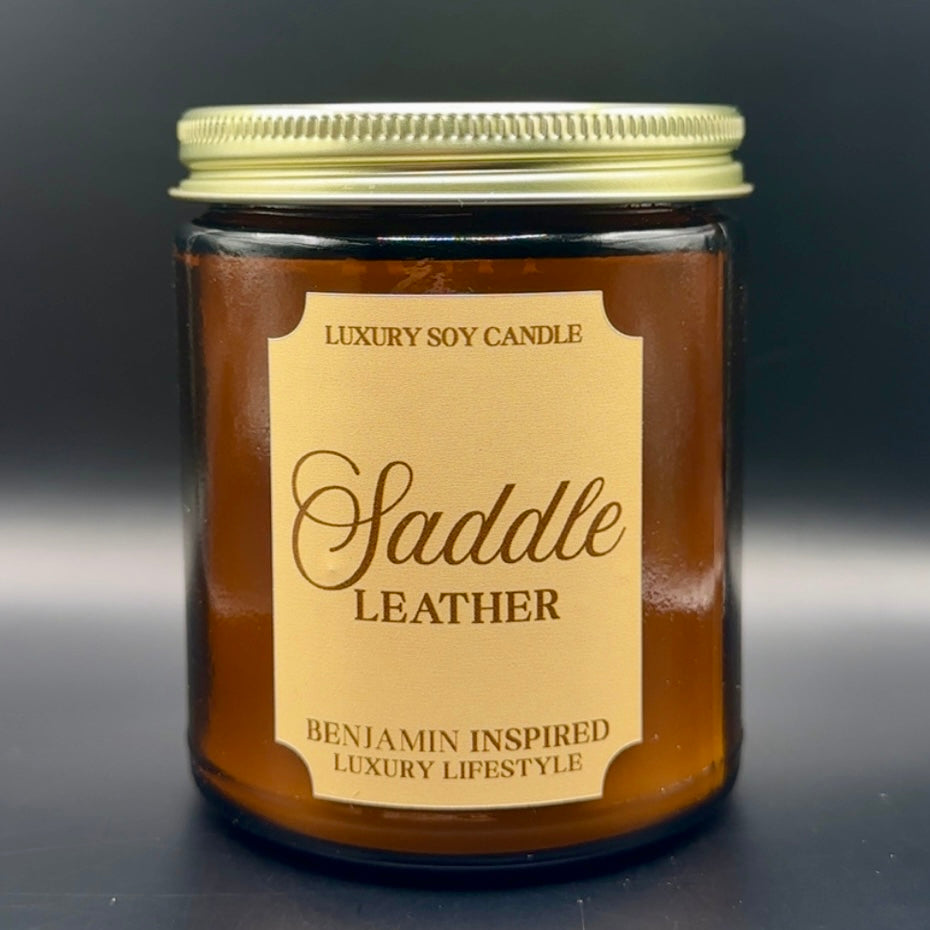 LUXURY SOY CANDLE
Saddle
LEATHER
BENJAMIN INSPIRED
LUXURY LIFESTYLE